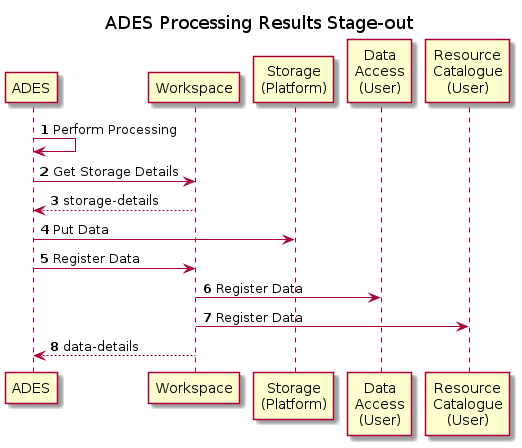 ADES Processing Results Stage-out
ADES
Workspace
Storage
(Platform)
Data
Access
(User)
Resource
Catalogue
(User)
1 Perform Processing
2 Get Storage Details
3 storage-details
4 Put Data
5 Register Data
6 Register Data
7 Register Data
8 data-details
ADES
Workspace
Storage
(Platform)
Data
Access
(User)
Resource
Catalogue
(User)